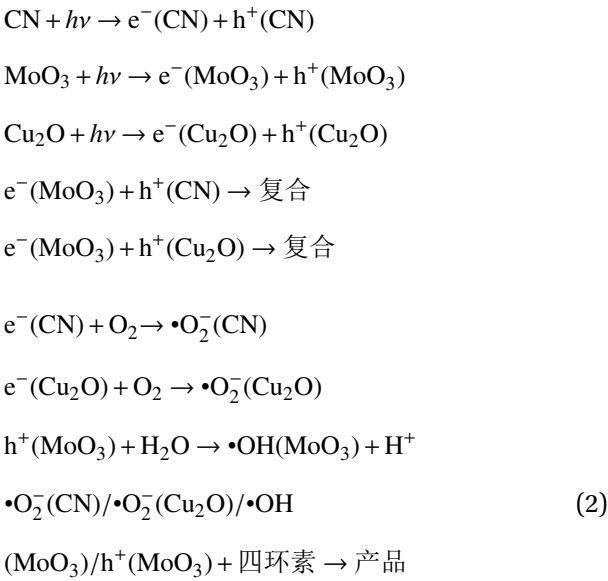 CN + hν → e⁻(CN) + h⁺(CN)
MoO₃ + hν → e⁻(MoO₃) + h⁺(MoO₃)
Cu₂O + hν → e⁻(Cu₂O) + h⁺(Cu₂O)
e⁻(MoO₃) + h⁺(CN) → 复合
e⁻(MoO₃) + h⁺(Cu₂O) → 复合
e⁻(CN) + O₂ → •O₂⁻(CN)
e⁻(Cu₂O) + O₂ → •O₂⁻(Cu₂O)
h⁺(MoO₃) + H₂O → •OH(MoO₃) + H⁺
•O₂⁻(CN)/•O₂⁻(Cu₂O)/•OH (2)
(MoO₃)/h⁺(MoO₃) + 四环素 → 产品